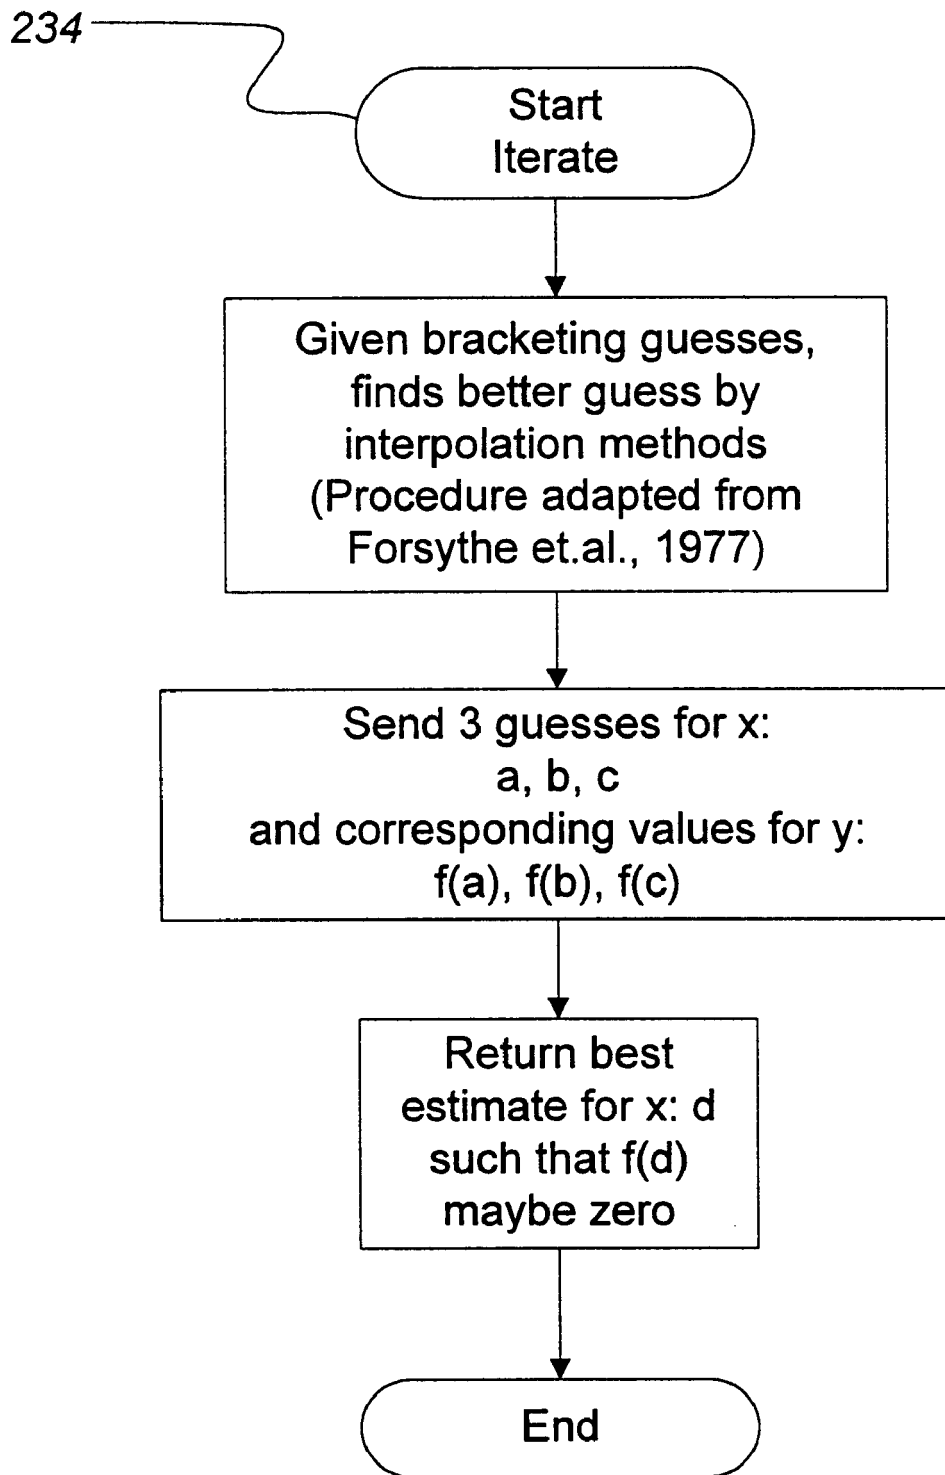 234
Start
Iterate
Given bracketing guesses,
finds better guess by
interpolation methods
(Procedure adapted from
Forsythe et.al., 1977)
Send 3 guesses for x:
a, b, c
and corresponding values for y:
f(a), f(b), f(c)
Return best
estimate for x: d
such that f(d)
maybe zero
End